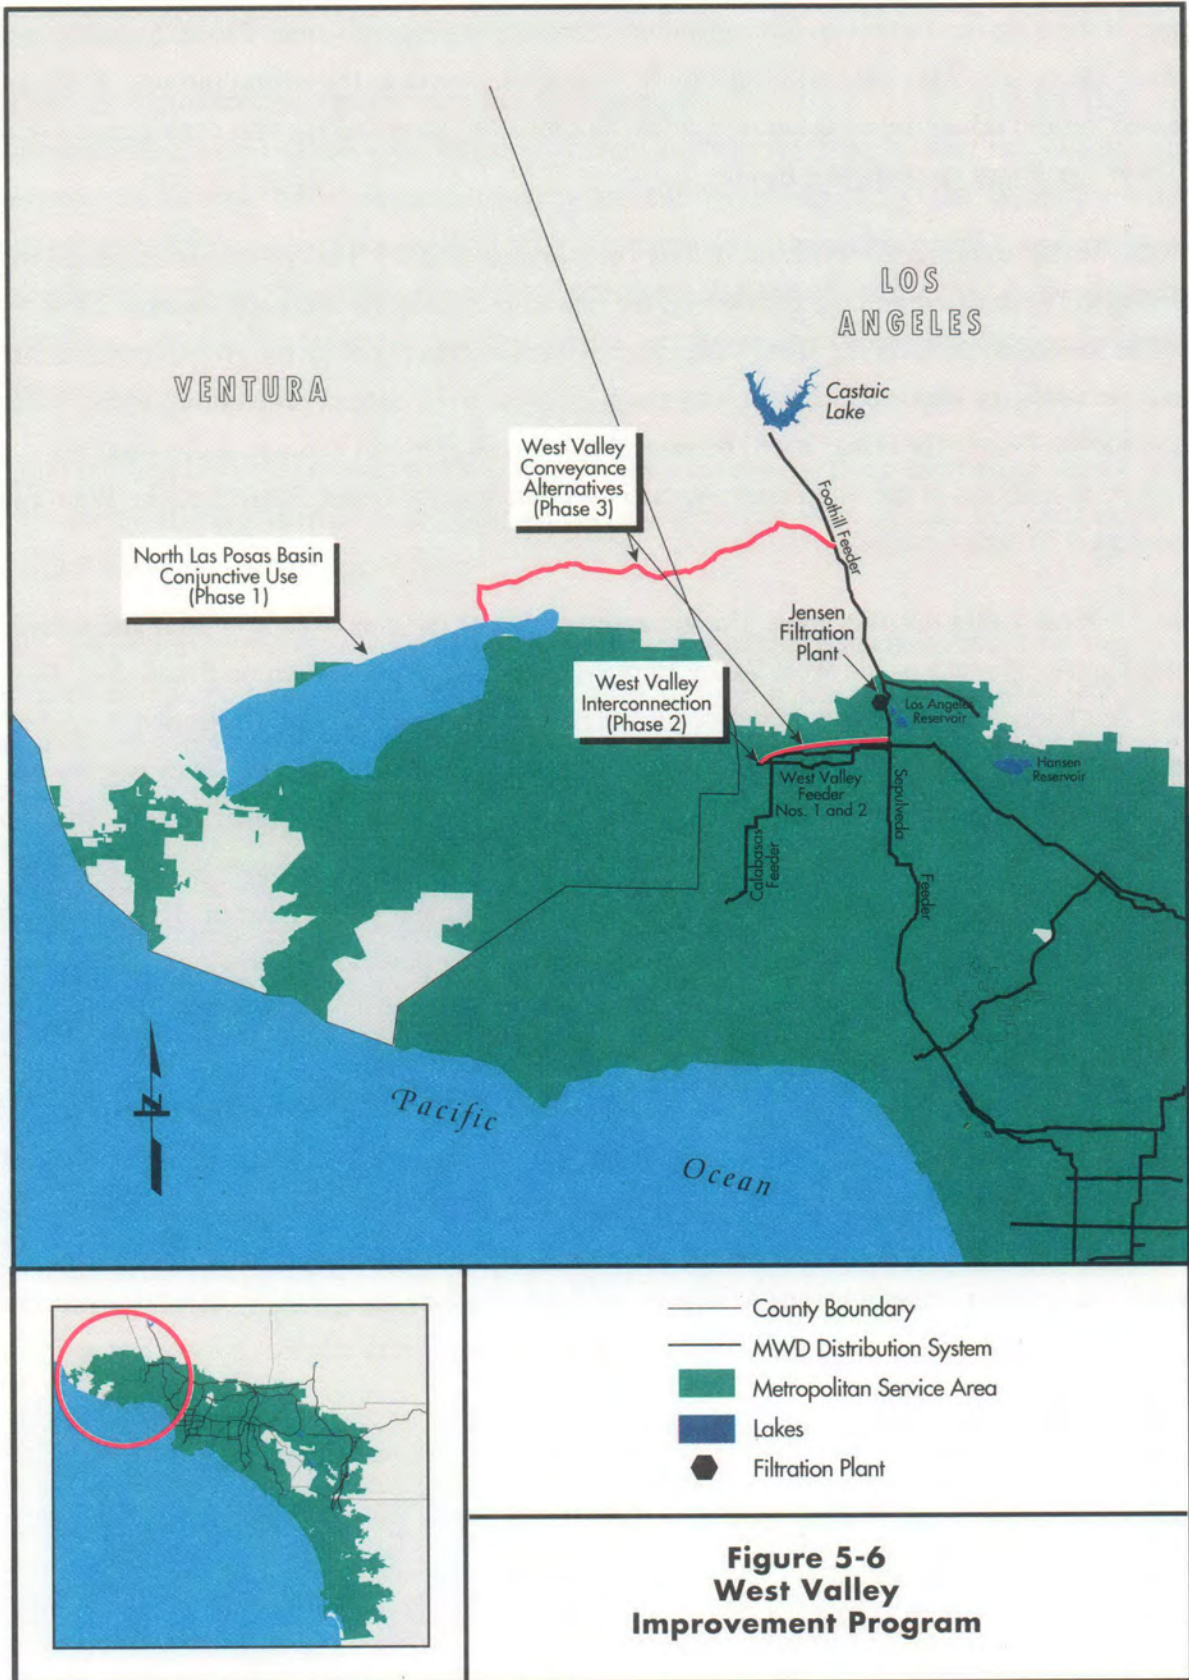 LOS
ANGELES
VENTURA
Castaic
Lake
West Valley
Conveyance
Alternatives
(Phase 3)
Foothill Feeder
North Las Posas Basin
Conjunctive Use
(Phase 1)
Jensen
Filtration
Plant
West Valley
Interconnection
(Phase 2)
Los Angeles
Reservoir
Hansen
Reservoir
West Valley
Feeder
Nos. 1 and 2
Sepulveda
Feeder
Calabasas
Feeder
Pacific
Ocean
N
County Boundary
MWD Distribution System
Metropolitan Service Area
Lakes
Filtration Plant
Figure 5-6
West Valley
Improvement Program